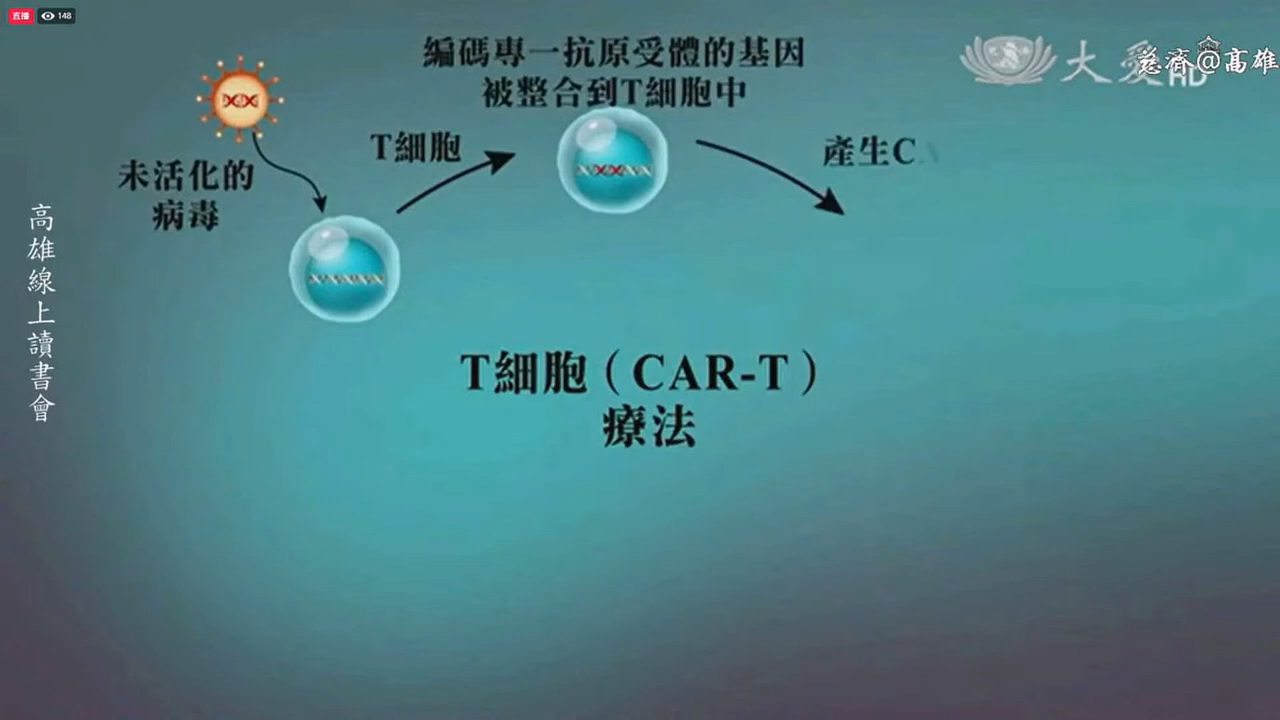 直播 148
編碼專一抗原受體的基因
被整合到T細胞中
大愛
HD
慈濟@高雄
T細胞
產生C
未活化的
病毒
高雄線上讀書會
T細胞（CAR-T）
療法